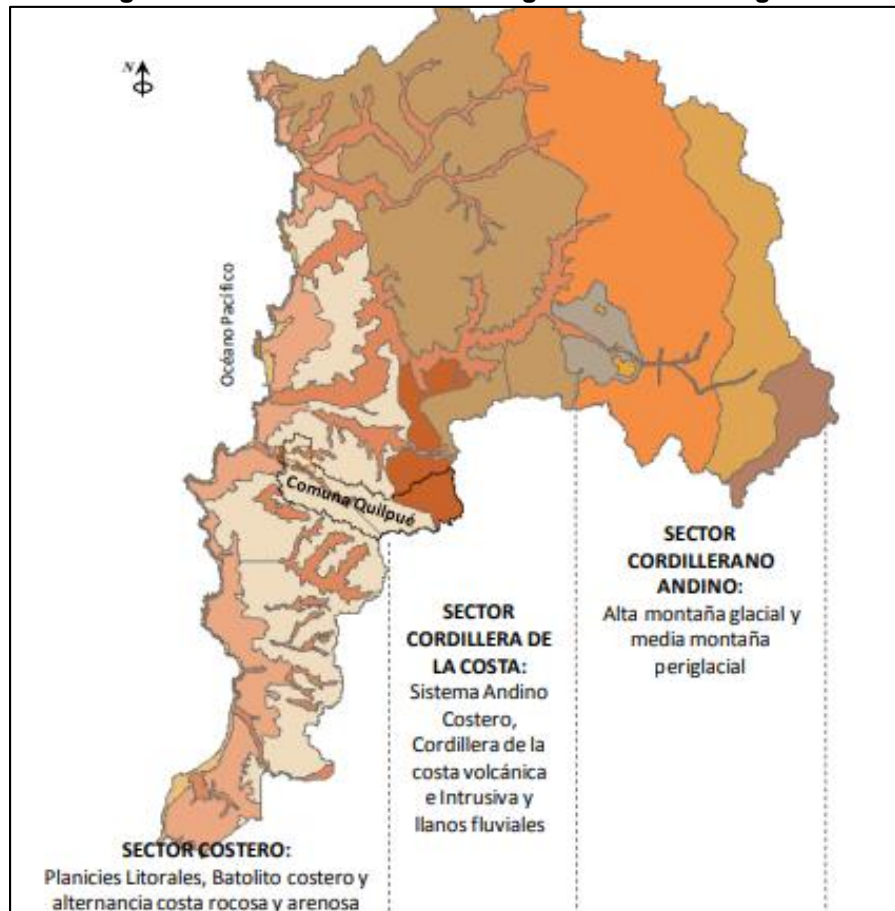 N
Océano Pacífico
Comuna Quilpué
SECTOR
CORDILLERANO
ANDINO:
Alta montaña glacial y
media montaña
periglacial
SECTOR
CORDILLERA DE
LA COSTA:
Sistema Andino
Costero,
Cordillera de la
costa volcánica
e Intrusiva y
llanos fluviales
SECTOR COSTERO:
Planicies Litorales, Batolito costero y
alternancia costa rocosa y arenosa